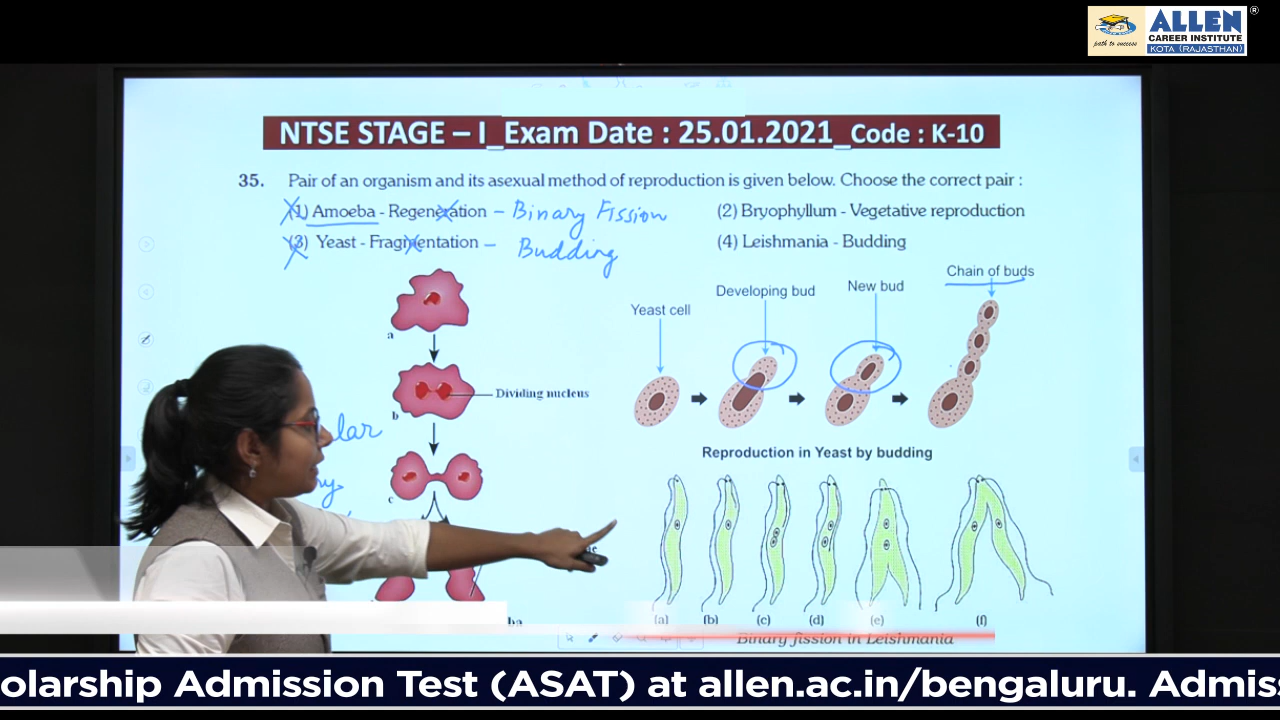 ALLEN
CAREER INSTITUTE
KOTA (RAJASTHAN)
path to success
®
NTSE STAGE – I_Exam Date : 25.01.2021_Code : K-10
35. Pair of an organism and its asexual method of reproduction is given below. Choose the correct pair :
(1) Amoeba - Regeneration – Binary Fission
(2) Bryophyllum - Vegetative reproduction
(3) Yeast - Fragmentation – Budding
(4) Leishmania - Budding
Chain of buds
New bud
Developing bud
Yeast cell
a
b
Dividing nucleus
c
lar
Reproduction in Yeast by budding
(a) (b) (c) (d) (e) (f)
Binary fission in Leishmania
olarship Admission Test (ASAT) at allen.ac.in/bengaluru. Admiss